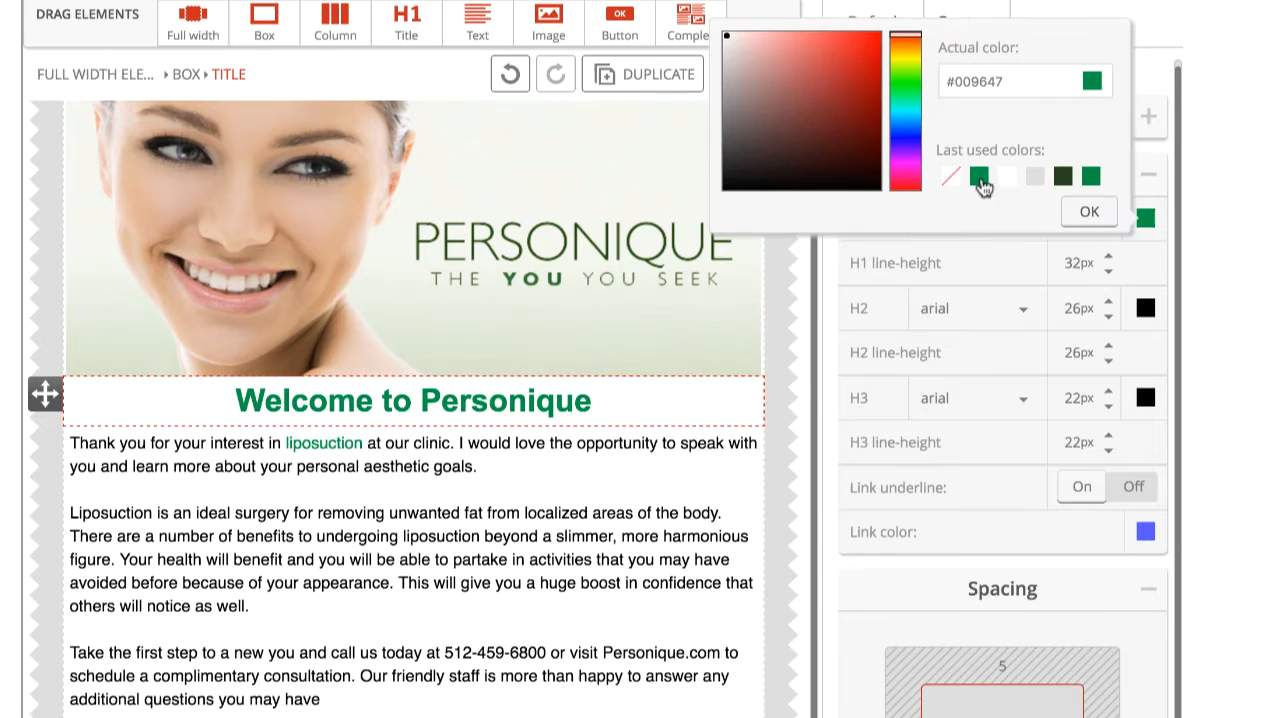 DRAG ELEMENTS
H1
OK
Full width
Box
Column
Title
Text
Image
Button
FULL WIDTH ELE... BOX TITLE
DUPLICATE
Actual color:
#009647
Last used colors:
OK
PERSONIQUE
THE YOU YOU SEEK
Welcome to Personique
Thank you for your interest in liposuction at our clinic. I would love the opportunity to speak with
you and learn more about your personal aesthetic goals.
Liposuction is an ideal surgery for removing unwanted fat from localized areas of the body.
There are a number of benefits to undergoing liposuction beyond a slimmer, more harmonious
figure. Your health will benefit and you will be able to partake in activities that you may have
avoided before because of your appearance. This will give you a huge boost in confidence that
others will notice as well.
Take the first step to a new you and call us today at 512-459-6800 or visit Personique.com to
schedule a complimentary consultation. Our friendly staff is more than happy to answer any
additional questions you may have
H1 line-height 32px
H2 arial 26px
H2 line-height 26px
H3 arial 22px
H3 line-height 22px
Link underline: On Off
Link color:
Spacing
5